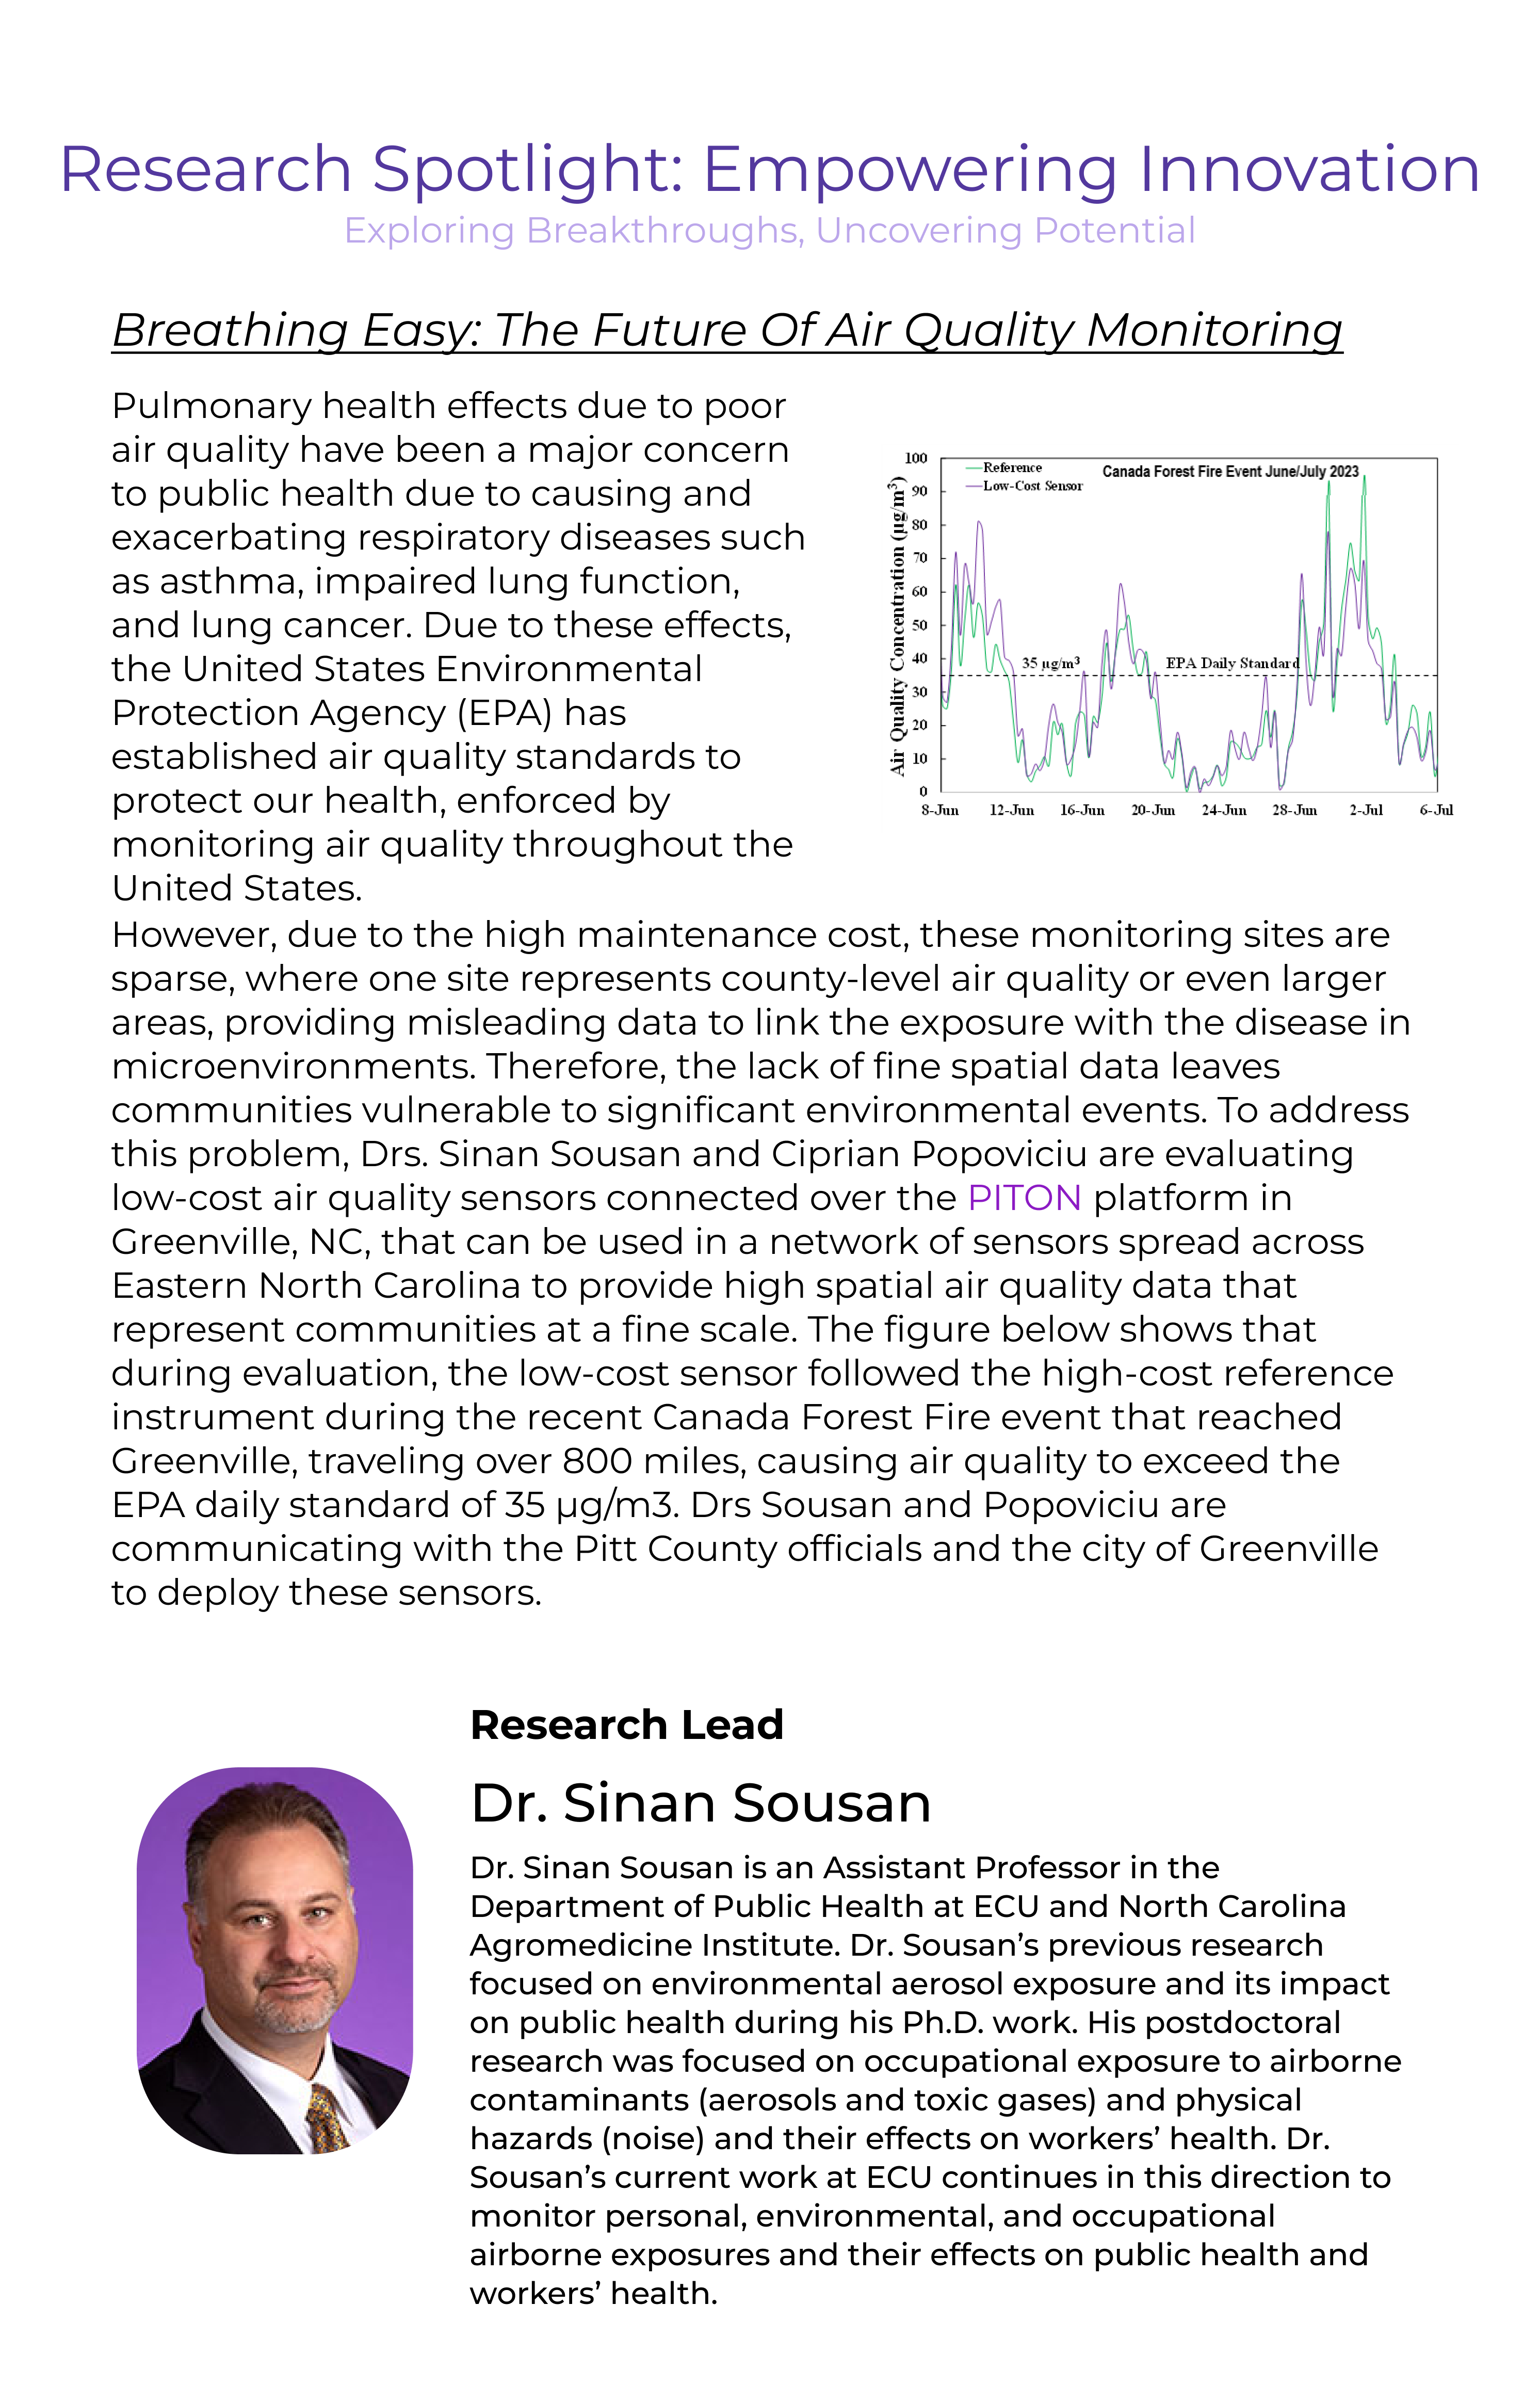 Research Spotlight: Empowering Innovation
Exploring Breakthroughs, Uncovering Potential
Breathing Easy: The Future Of Air Quality Monitoring
Pulmonary health effects due to poor
air quality have been a major concern
to public health due to causing and
exacerbating respiratory diseases such
as asthma, impaired lung function,
and lung cancer. Due to these effects,
the United States Environmental
Protection Agency (EPA) has
established air quality standards to
protect our health, enforced by
monitoring air quality throughout the
United States.
Air Quality Concentration (µg/m³)
100
90
80
70
60
50
40
30
20
10
0
Reference
Low-Cost Sensor
Canada Forest Fire Event June/July 2023
35 µg/m³
EPA Daily Standard
8-Jun 12-Jun 16-Jun 20-Jun 24-Jun 28-Jun 2-Jul 6-Jul
However, due to the high maintenance cost, these monitoring sites are
sparse, where one site represents county-level air quality or even larger
areas, providing misleading data to link the exposure with the disease in
microenvironments. Therefore, the lack of fine spatial data leaves
communities vulnerable to significant environmental events. To address
this problem, Drs. Sinan Sousan and Ciprian Popoviciu are evaluating
low-cost air quality sensors connected over the PITON platform in
Greenville, NC, that can be used in a network of sensors spread across
Eastern North Carolina to provide high spatial air quality data that
represent communities at a fine scale. The figure below shows that
during evaluation, the low-cost sensor followed the high-cost reference
instrument during the recent Canada Forest Fire event that reached
Greenville, traveling over 800 miles, causing air quality to exceed the
EPA daily standard of 35 µg/m3. Drs Sousan and Popoviciu are
communicating with the Pitt County officials and the city of Greenville
to deploy these sensors.
Research Lead
Dr. Sinan Sousan
Dr. Sinan Sousan is an Assistant Professor in the
Department of Public Health at ECU and North Carolina
Agromedicine Institute. Dr. Sousan’s previous research
focused on environmental aerosol exposure and its impact
on public health during his Ph.D. work. His postdoctoral
research was focused on occupational exposure to airborne
contaminants (aerosols and toxic gases) and physical
hazards (noise) and their effects on workers’ health. Dr.
Sousan’s current work at ECU continues in this direction to
monitor personal, environmental, and occupational
airborne exposures and their effects on public health and
workers’ health.